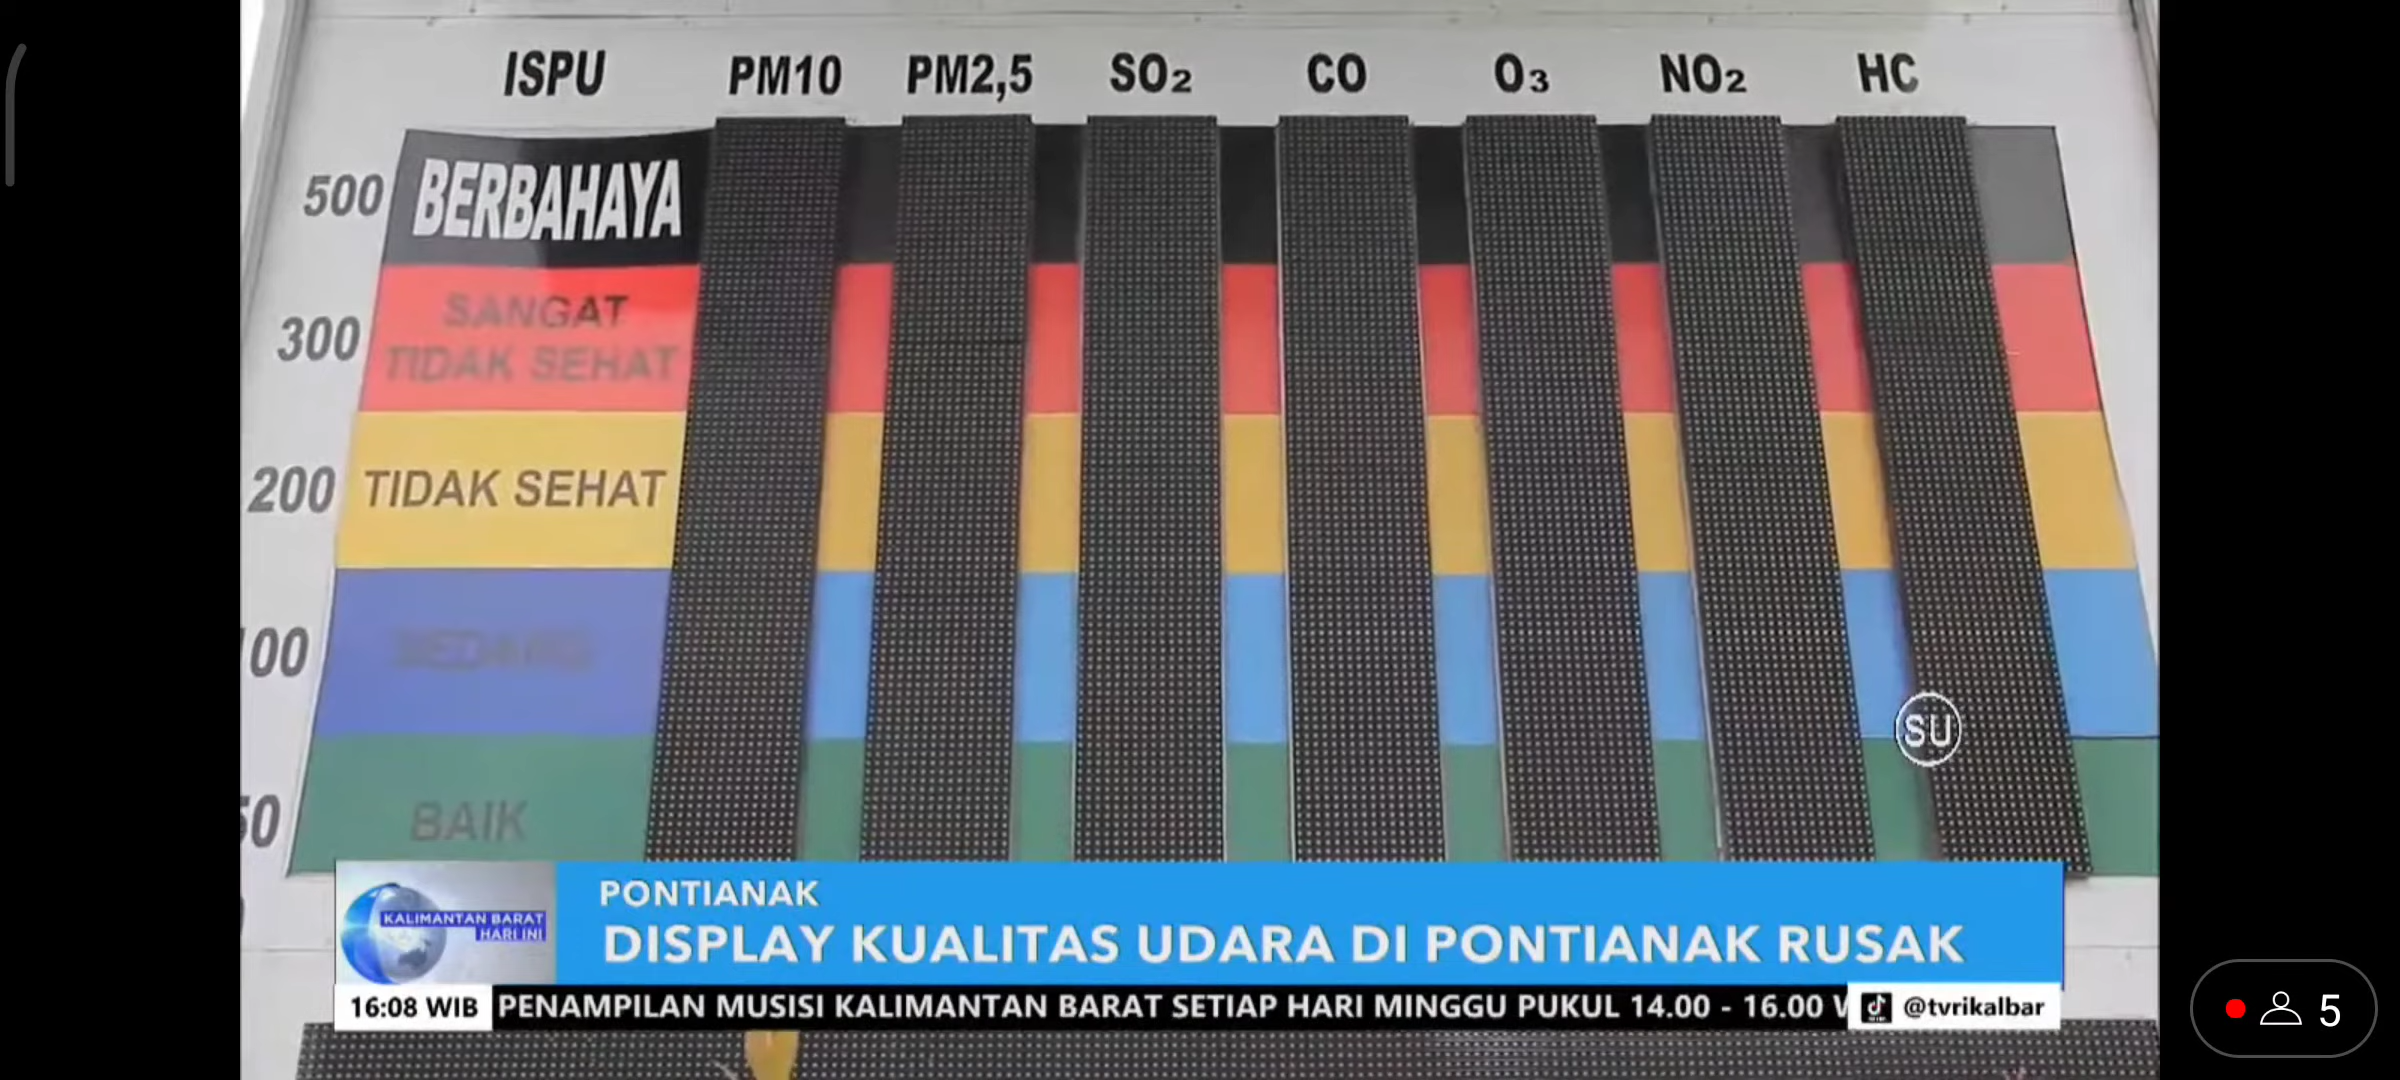 ISPU PM10 PM2,5 SO₂ CO O₃ NO₂ HC
500 BERBAHAYA
300 SANGAT
TIDAK SEHAT
200 TIDAK SEHAT
00 SEDANG
50 BAIK
SU
PONTIANAK
KALIMANTAN BARAT
HARI INI
DISPLAY KUALITAS UDARA DI PONTIANAK RUSAK
16:08 WIB PENAMPILAN MUSISI KALIMANTAN BARAT SETIAP HARI MINGGU PUKUL 14.00 - 16.00 @tvrikalbar
5